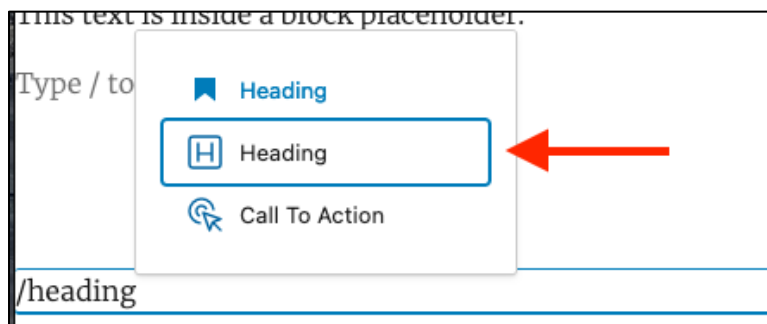 This text is inside a block placeholder.
Type / to
Heading
Heading
Call To Action
/heading